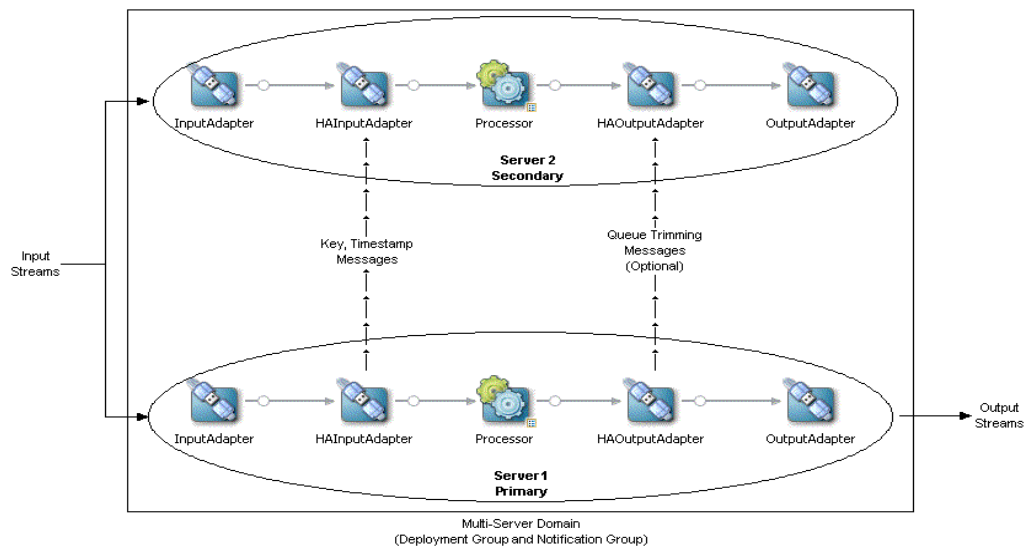 InputAdapter
HAInputAdapter
Processor
HAOutputAdapter
OutputAdapter
Server 2
Secondary
Key, Timestamp
Messages
Queue Trimming
Messages
(Optional)
Input
Streams
InputAdapter
HAInputAdapter
Processor
HAOutputAdapter
OutputAdapter
Output
Streams
Server 1
Primary
Multi-Server Domain
(Deployment Group and Notification Group)